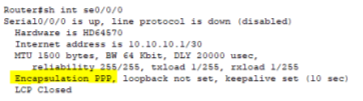 Router#sh int se0/0/0
Serial0/0/0 is up, line protocol is down (disabled)
Hardware is HD64570
Internet address is 10.10.10.1/30
MTU 1500 bytes, BW 64 Kbit, DLY 20000 usec,
reliability 255/255, txload 1/255, rxload 1/255
Encapsulation PPP, loopback not set, keepalive set (10 sec)
LCP Closed